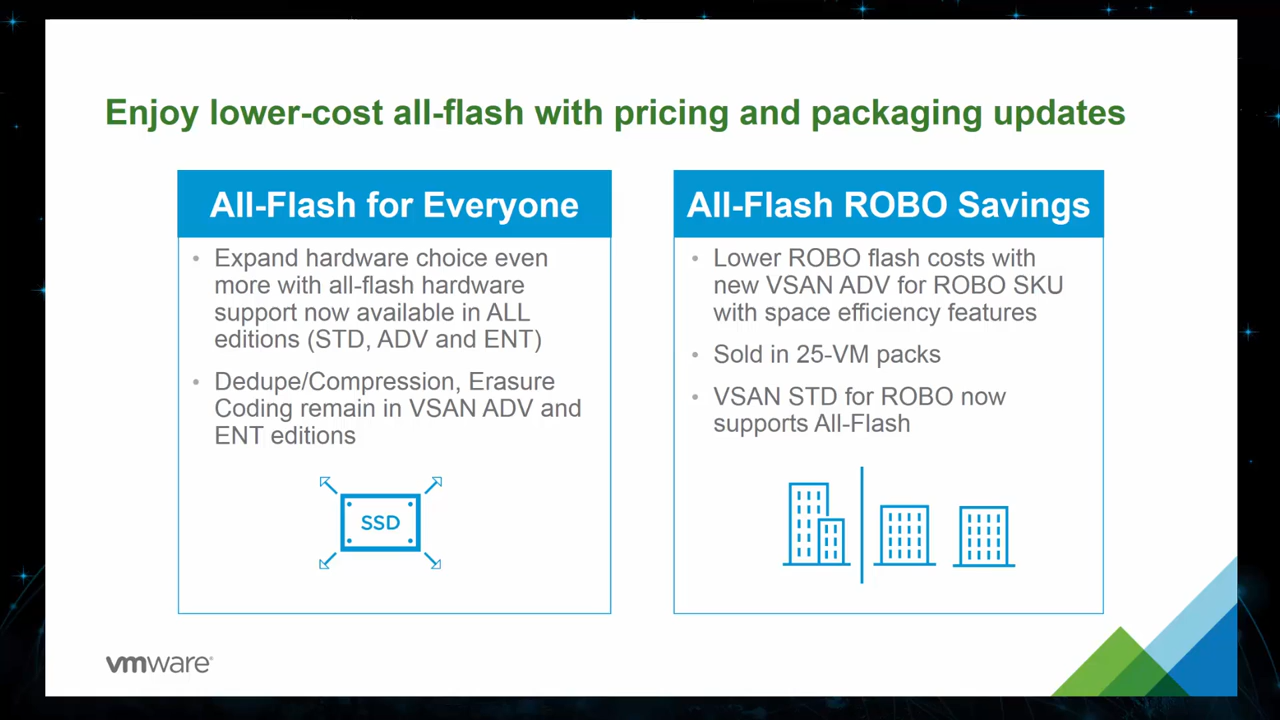 Enjoy lower-cost all-flash with pricing and packaging updates
All-Flash for Everyone
• Expand hardware choice even
more with all-flash hardware
support now available in ALL
editions (STD, ADV and ENT)
• Dedupe/Compression, Erasure
Coding remain in VSAN ADV and
ENT editions
SSD
All-Flash ROBO Savings
• Lower ROBO flash costs with
new VSAN ADV for ROBO SKU
with space efficiency features
• Sold in 25-VM packs
• VSAN STD for ROBO now
supports All-Flash
vmware®